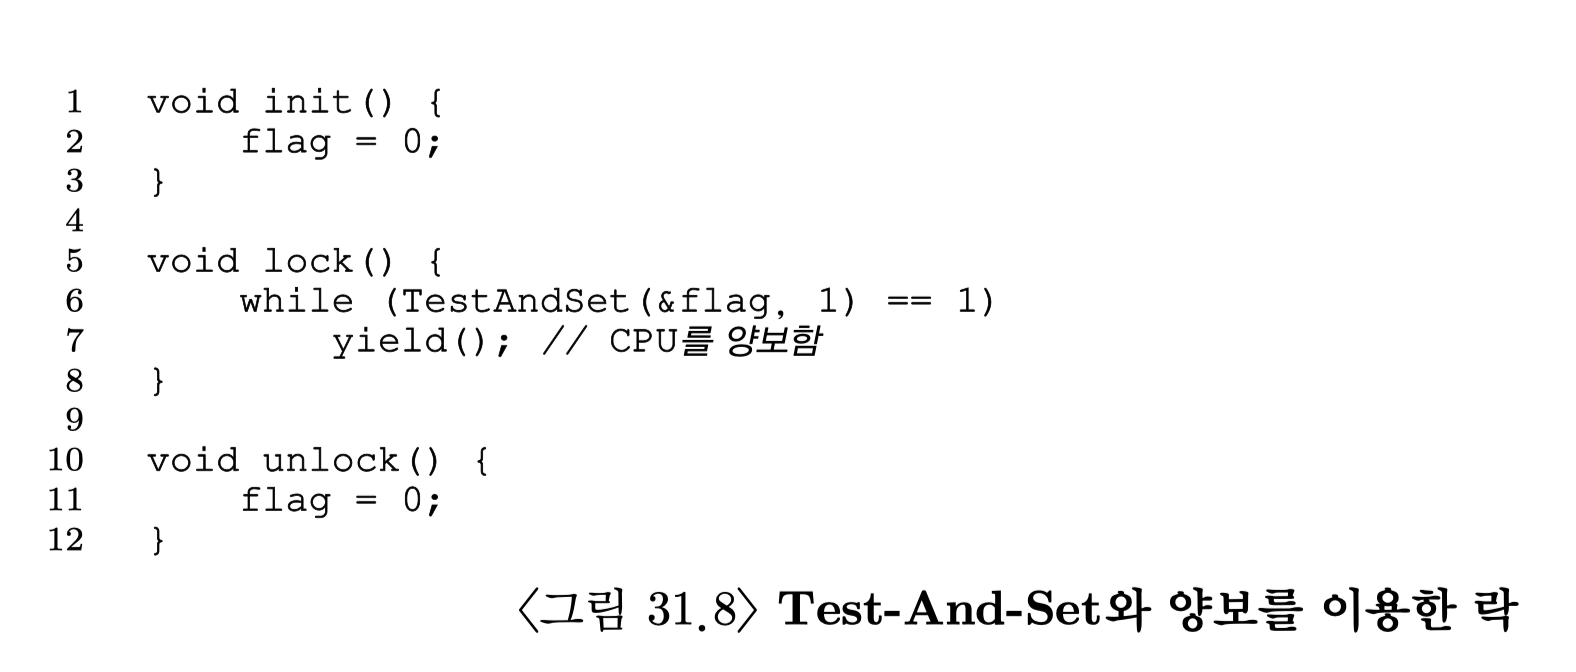 1 void init() {
2 flag = 0;
3 }
4
5 void lock() {
6 while (TestAndSet(&flag, 1) == 1)
7 yield(); // CPU를 양보함
8 }
9
10 void unlock() {
11 flag = 0;
12 }
〈그림 31.8〉 Test-And-Set와 양보를 이용한 락